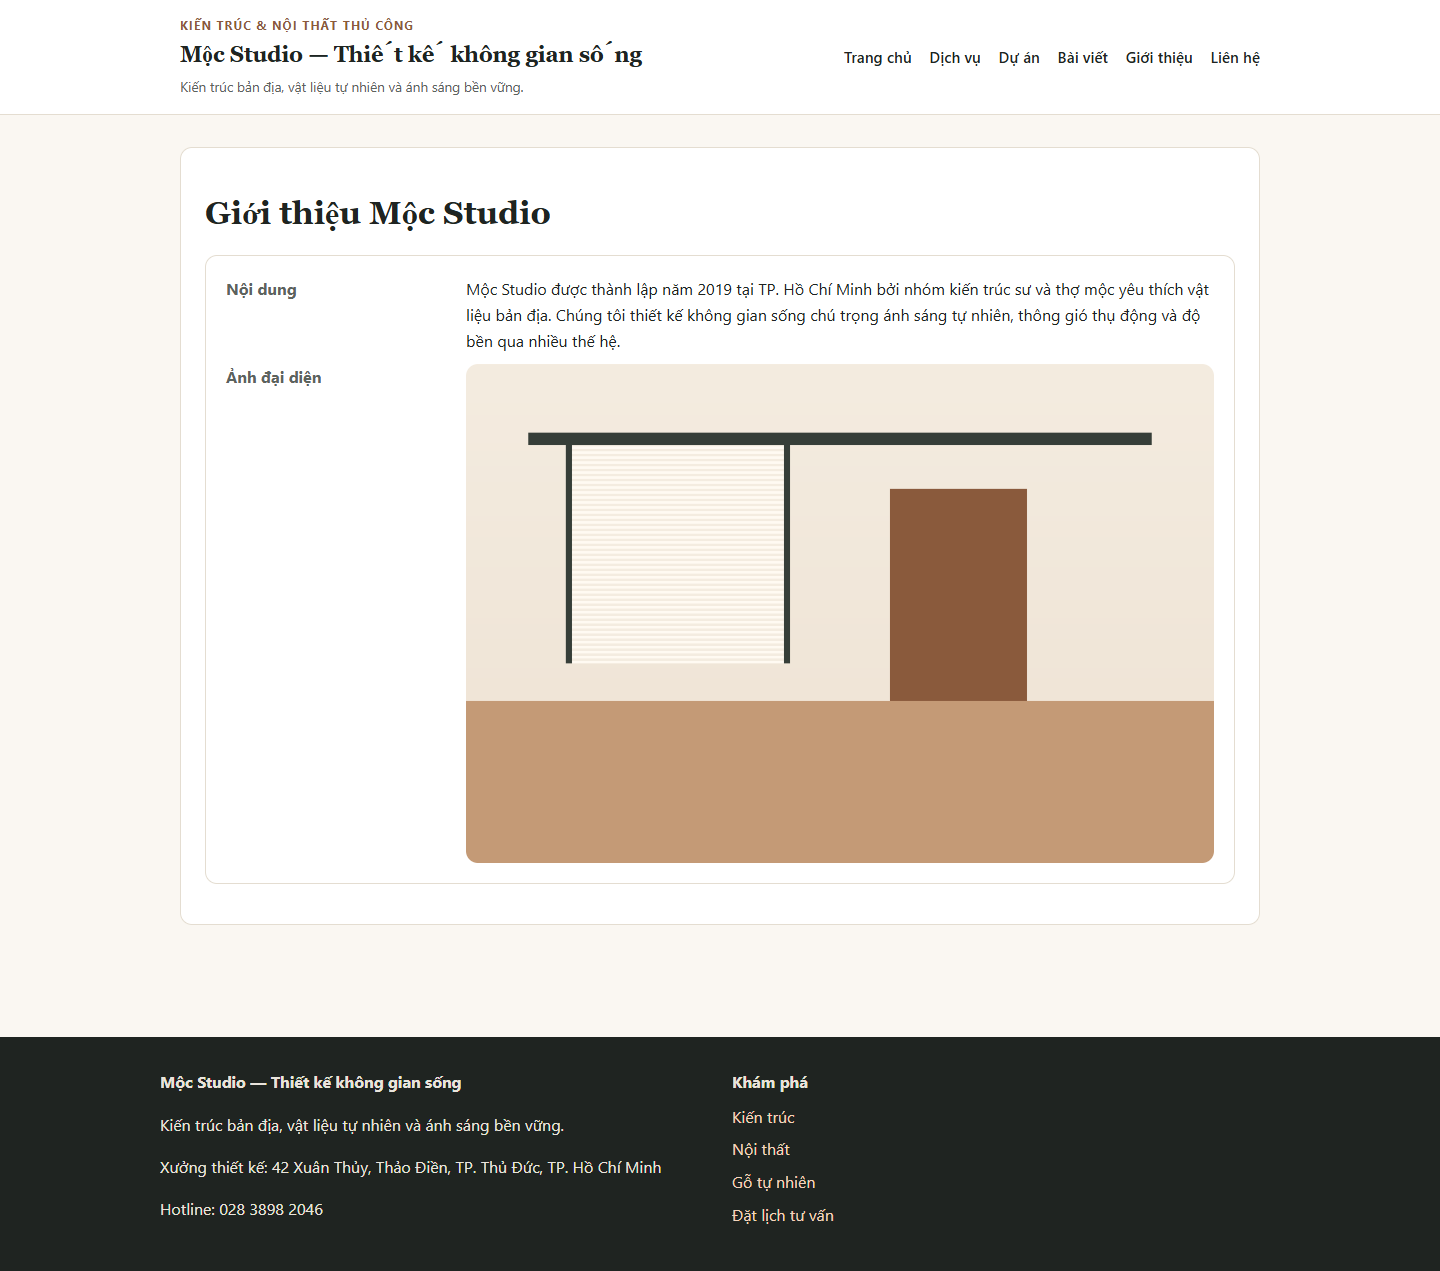 KIẾN TRÚC & NỘI THẤT THỦ CÔNG
Mộc Studio — Thiết kế không gian sống
Kiến trúc bản địa, vật liệu tự nhiên và ánh sáng bền vững.
Trang chủ Dịch vụ Dự án Bài viết Giới thiệu Liên hệ
Giới thiệu Mộc Studio
Nội dung
Mộc Studio được thành lập năm 2019 tại TP. Hồ Chí Minh bởi nhóm kiến trúc sư và thợ mộc yêu thích vật
liệu bản địa. Chúng tôi thiết kế không gian sống chú trọng ánh sáng tự nhiên, thông gió thụ động và độ
bền qua nhiều thế hệ.
Ảnh đại diện
Mộc Studio — Thiết kế không gian sống
Kiến trúc bản địa, vật liệu tự nhiên và ánh sáng bền vững.
Xưởng thiết kế: 42 Xuân Thủy, Thảo Điền, TP. Thủ Đức, TP. Hồ Chí Minh
Hotline: 028 3898 2046
Khám phá
Kiến trúc
Nội thất
Gỗ tự nhiên
Đặt lịch tư vấn